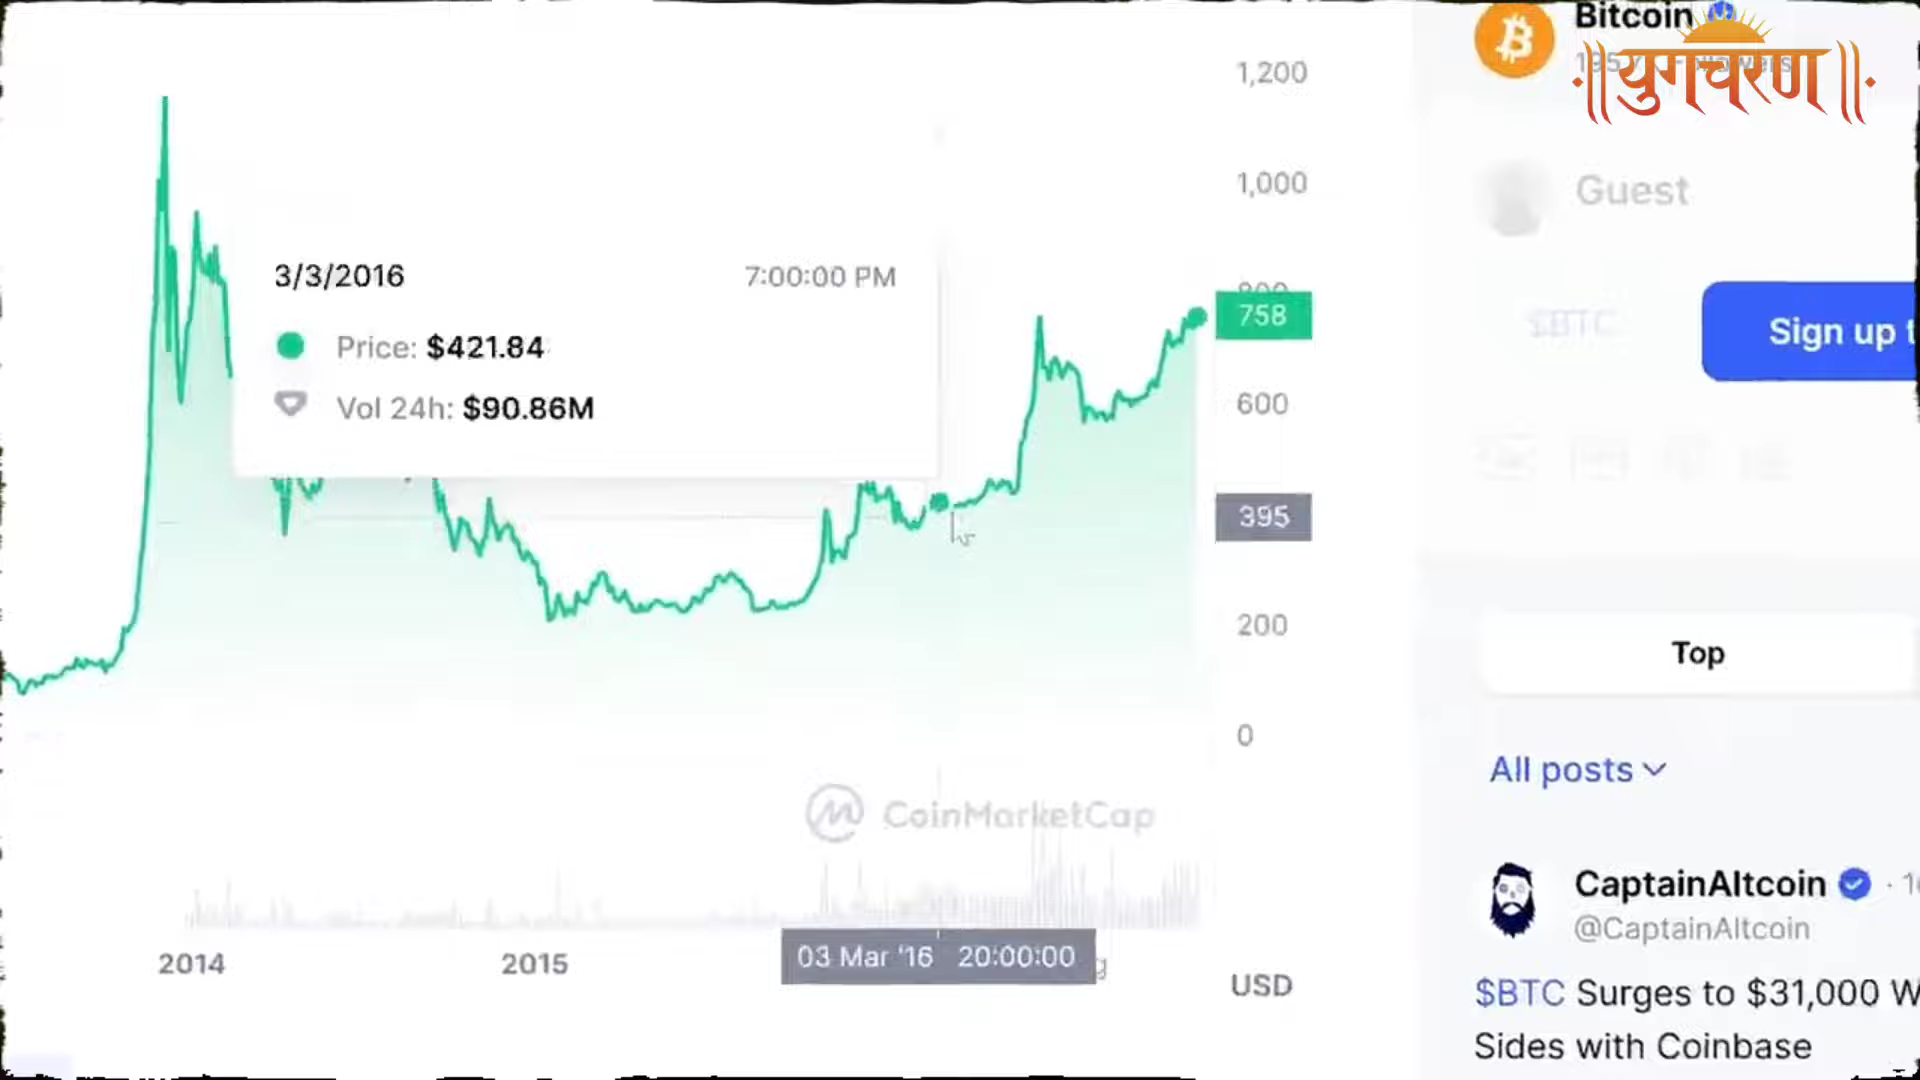 Bitcoin
॥युगचरण॥
Guest
$BTC
Sign up t
1,200
1,000
800
758
600
395
200
0
3/3/2016 7:00:00 PM
Price: $421.84
Vol 24h: $90.86M
CoinMarketCap
2014 2015 03 Mar '16 20:00:00
USD
Top
All posts
CaptainAltcoin
@CaptainAltcoin
$BTC Surges to $31,000 W
Sides with Coinbase